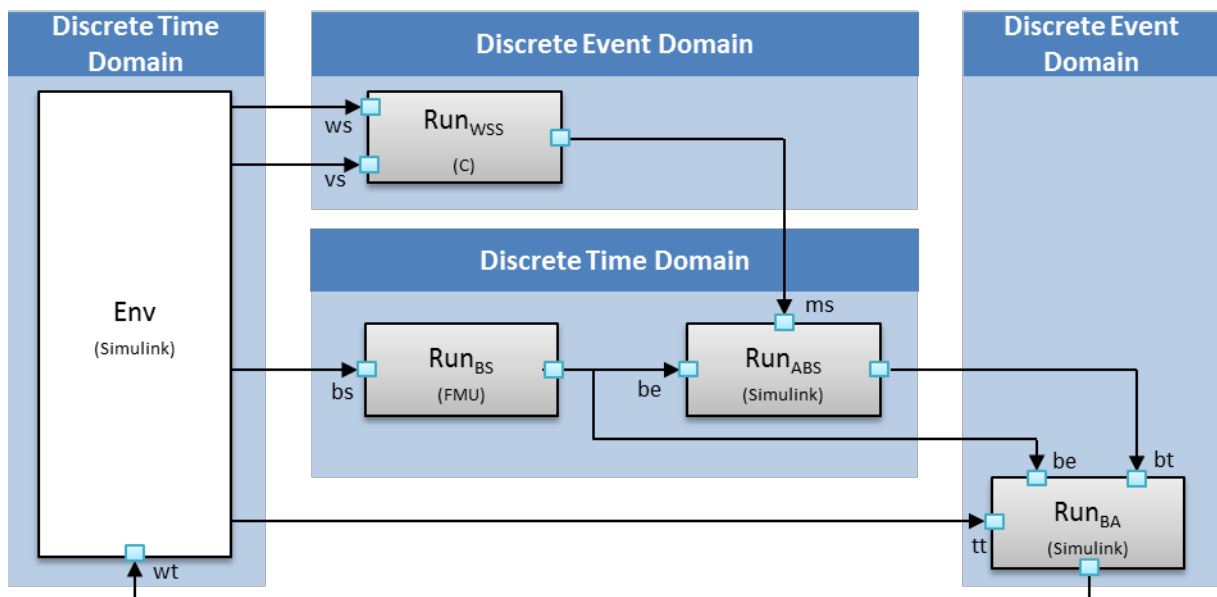 Discrete Time
Domain
Discrete Event Domain
Discrete Event
Domain
ws
vs
RunWSS
(C)
Discrete Time Domain
Env
(Simulink)
ms
bs
RunBS
(FMU)
be
RunABS
(Simulink)
be
bt
tt
RunBA
(Simulink)
wt